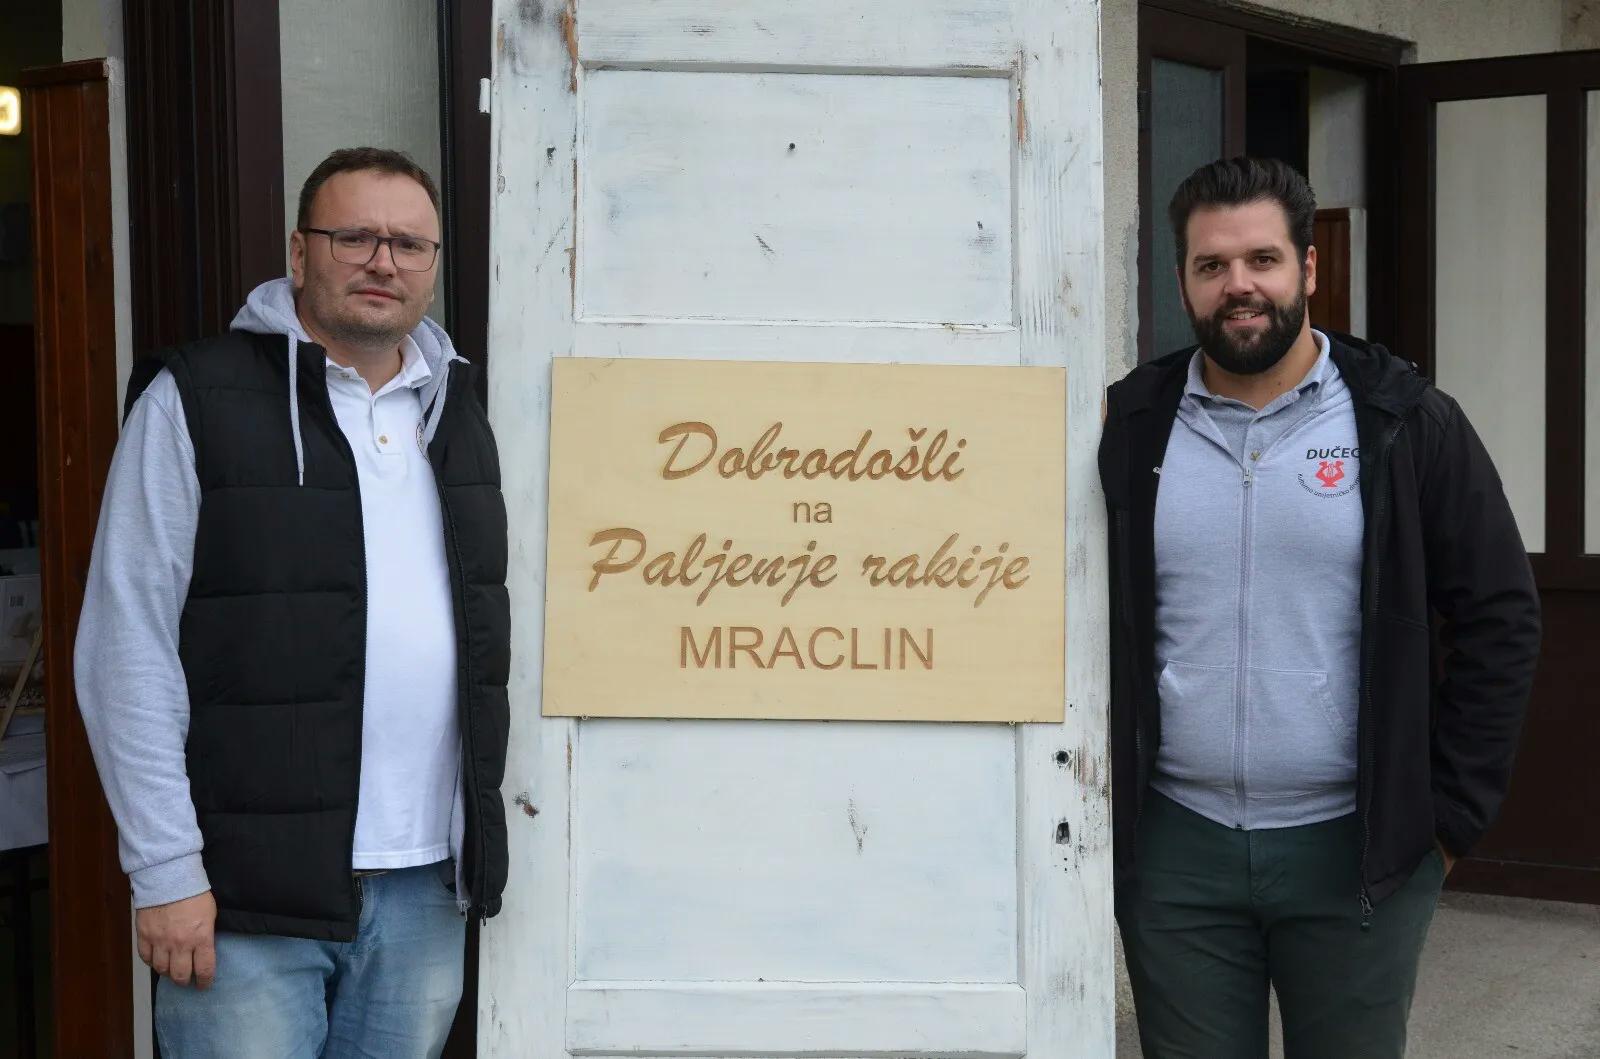 Dobrodošli
na
Paljenje rakije
MRACLIN
DUČEC